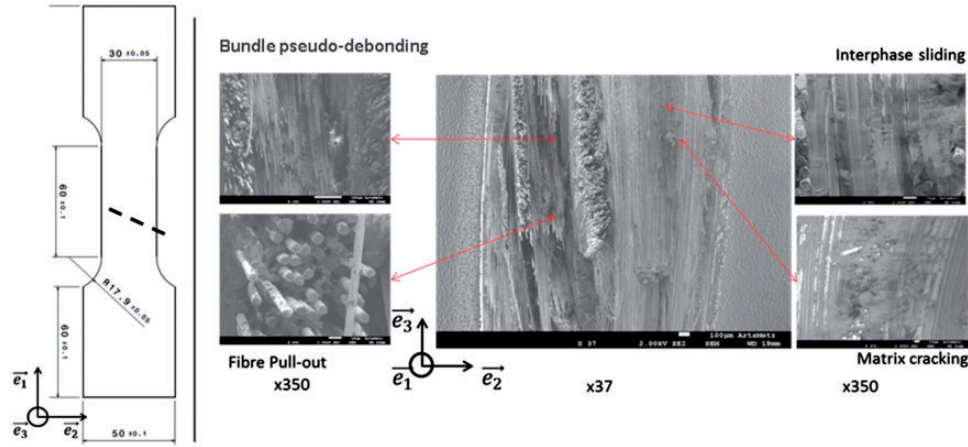 30 ±0.05
60 ±0.1
R17.9 ±0.05
60 ±0.1
50 ±0.1
e1
e3
e2
Bundle pseudo-debonding
Interphase sliding
100µm ArtsMetz
X 37 2.00kV SEI SEM WD 19mm
Fibre Pull-out
x350
e3
e1
e2
x37
Matrix cracking
x350